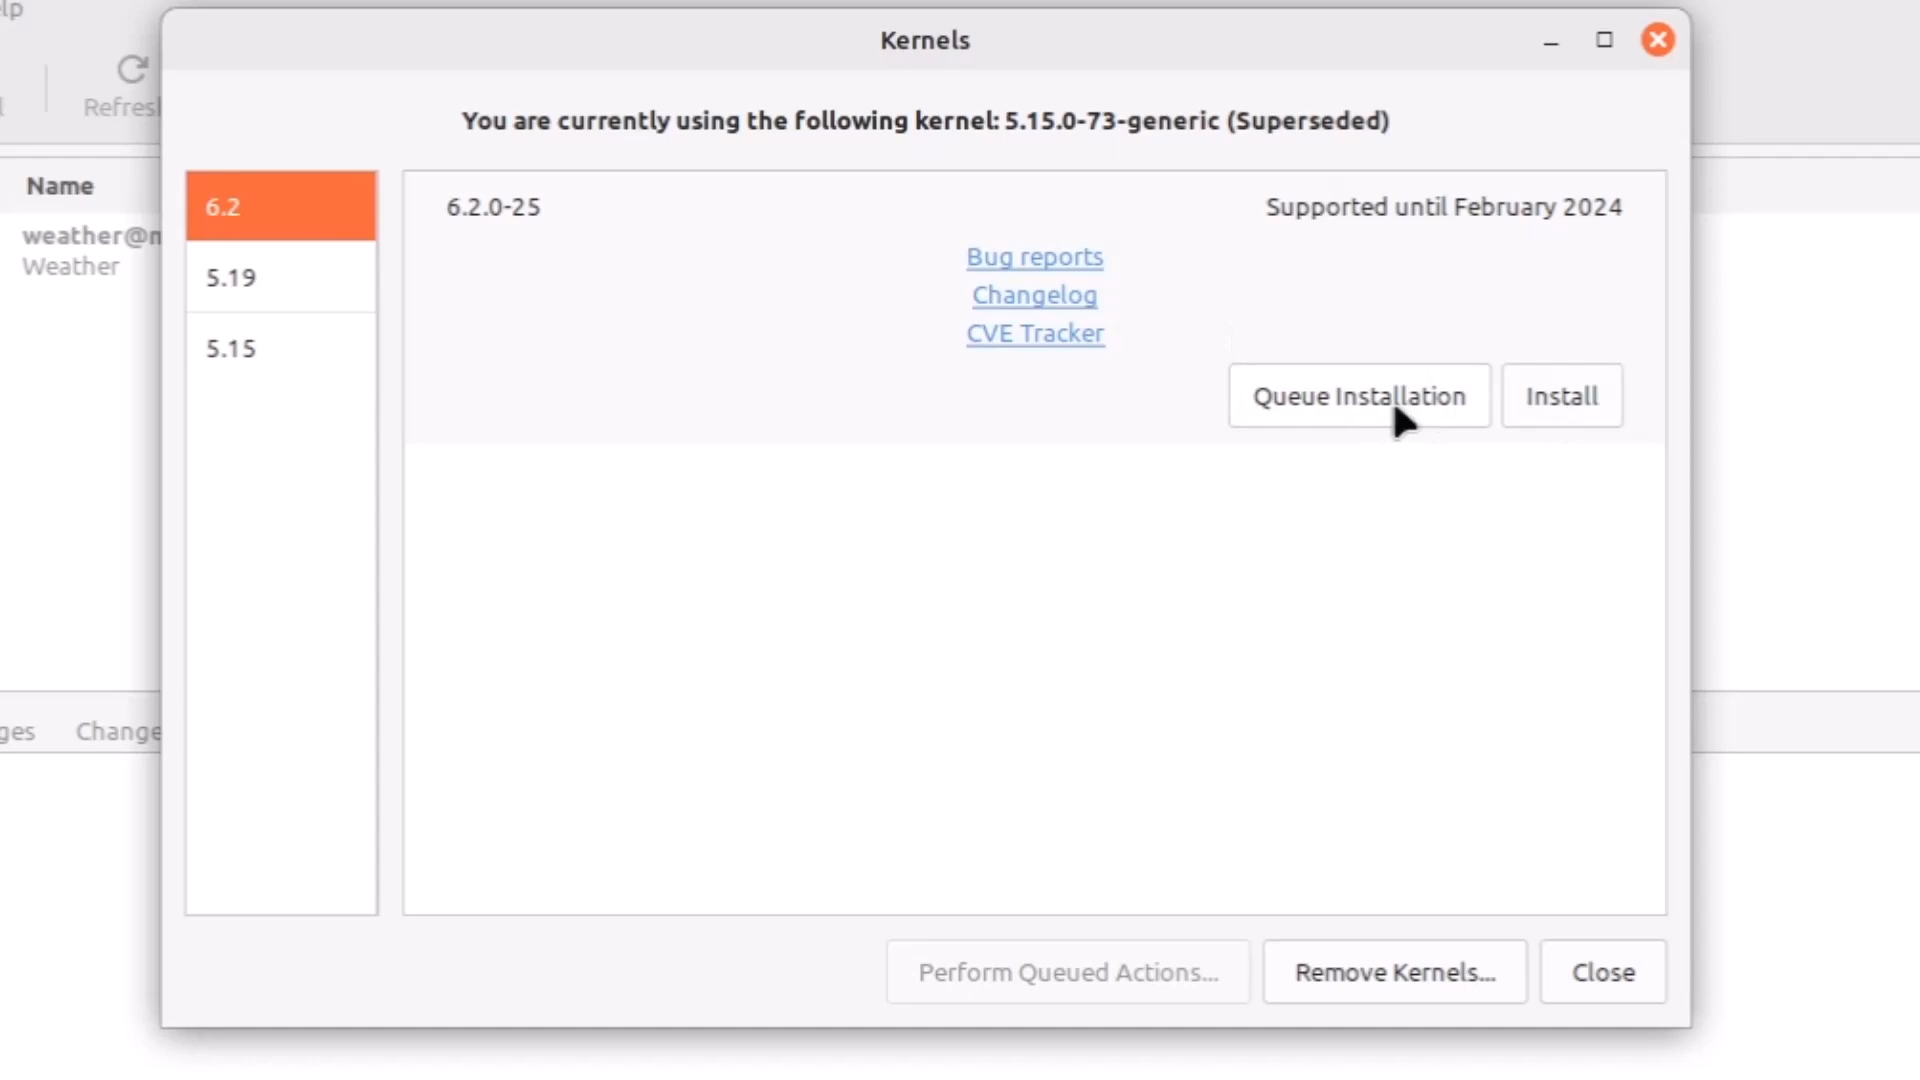 Kernels
Refres
You are currently using the following kernel: 5.15.0-73-generic (Superseded)
Name
weather@
Weather
6.2
5.19
5.15
6.2.0-25
Supported until February 2024
Bug reports
Changelog
CVE Tracker
Queue Installation
Install
ges
Change
Perform Queued Actions...
Remove Kernels...
Close